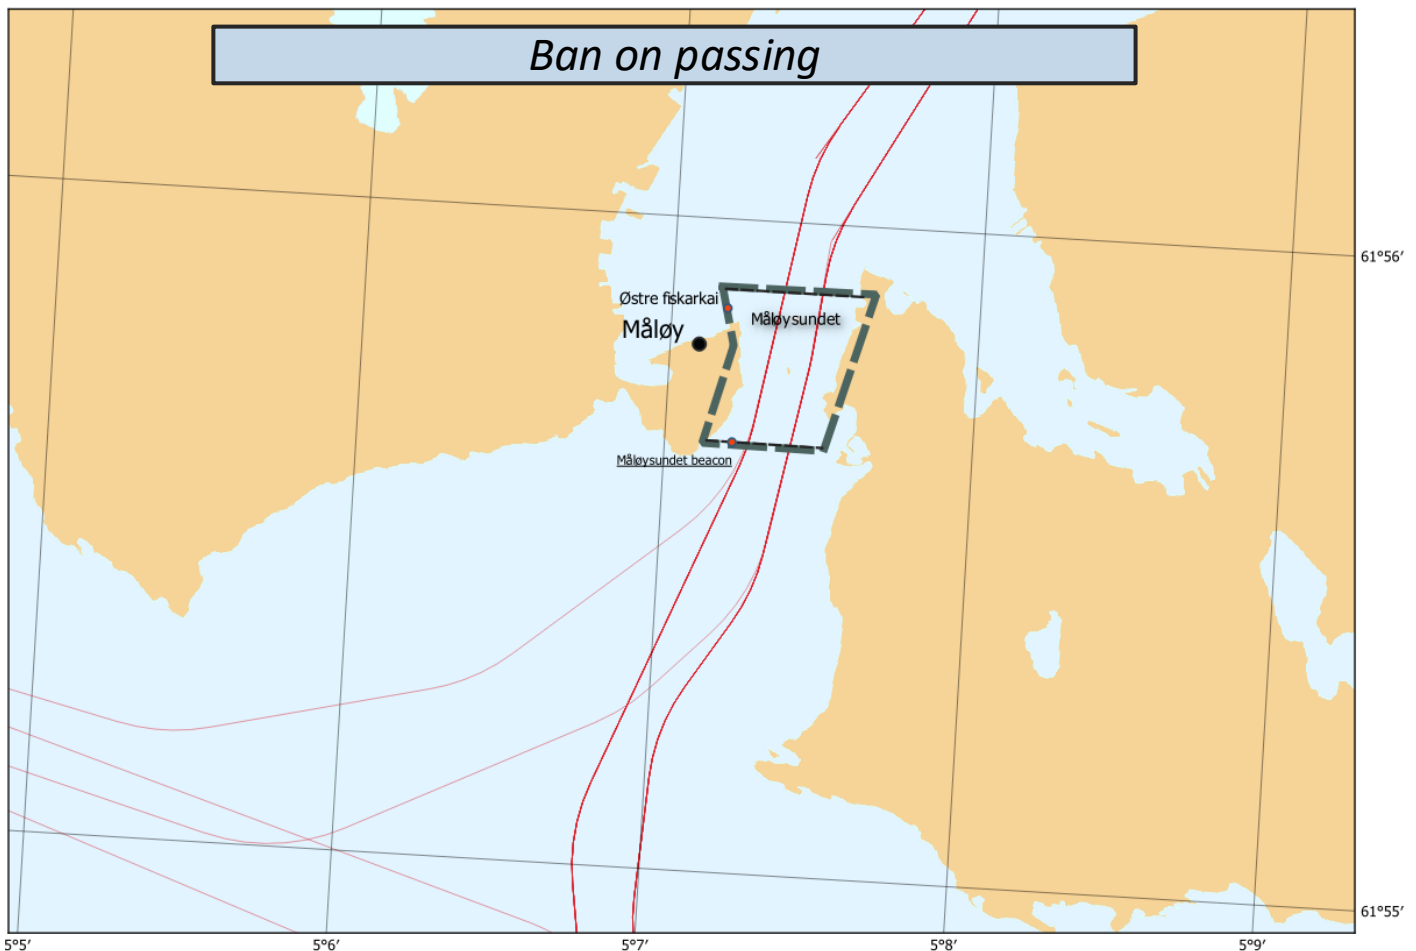 Ban on passing
61°56′
Østre fiskarkai
Måløysundet
Måløy
Måløysundet beacon
61°55′
5°5′
5°6′
5°7′
5°8′
5°9′